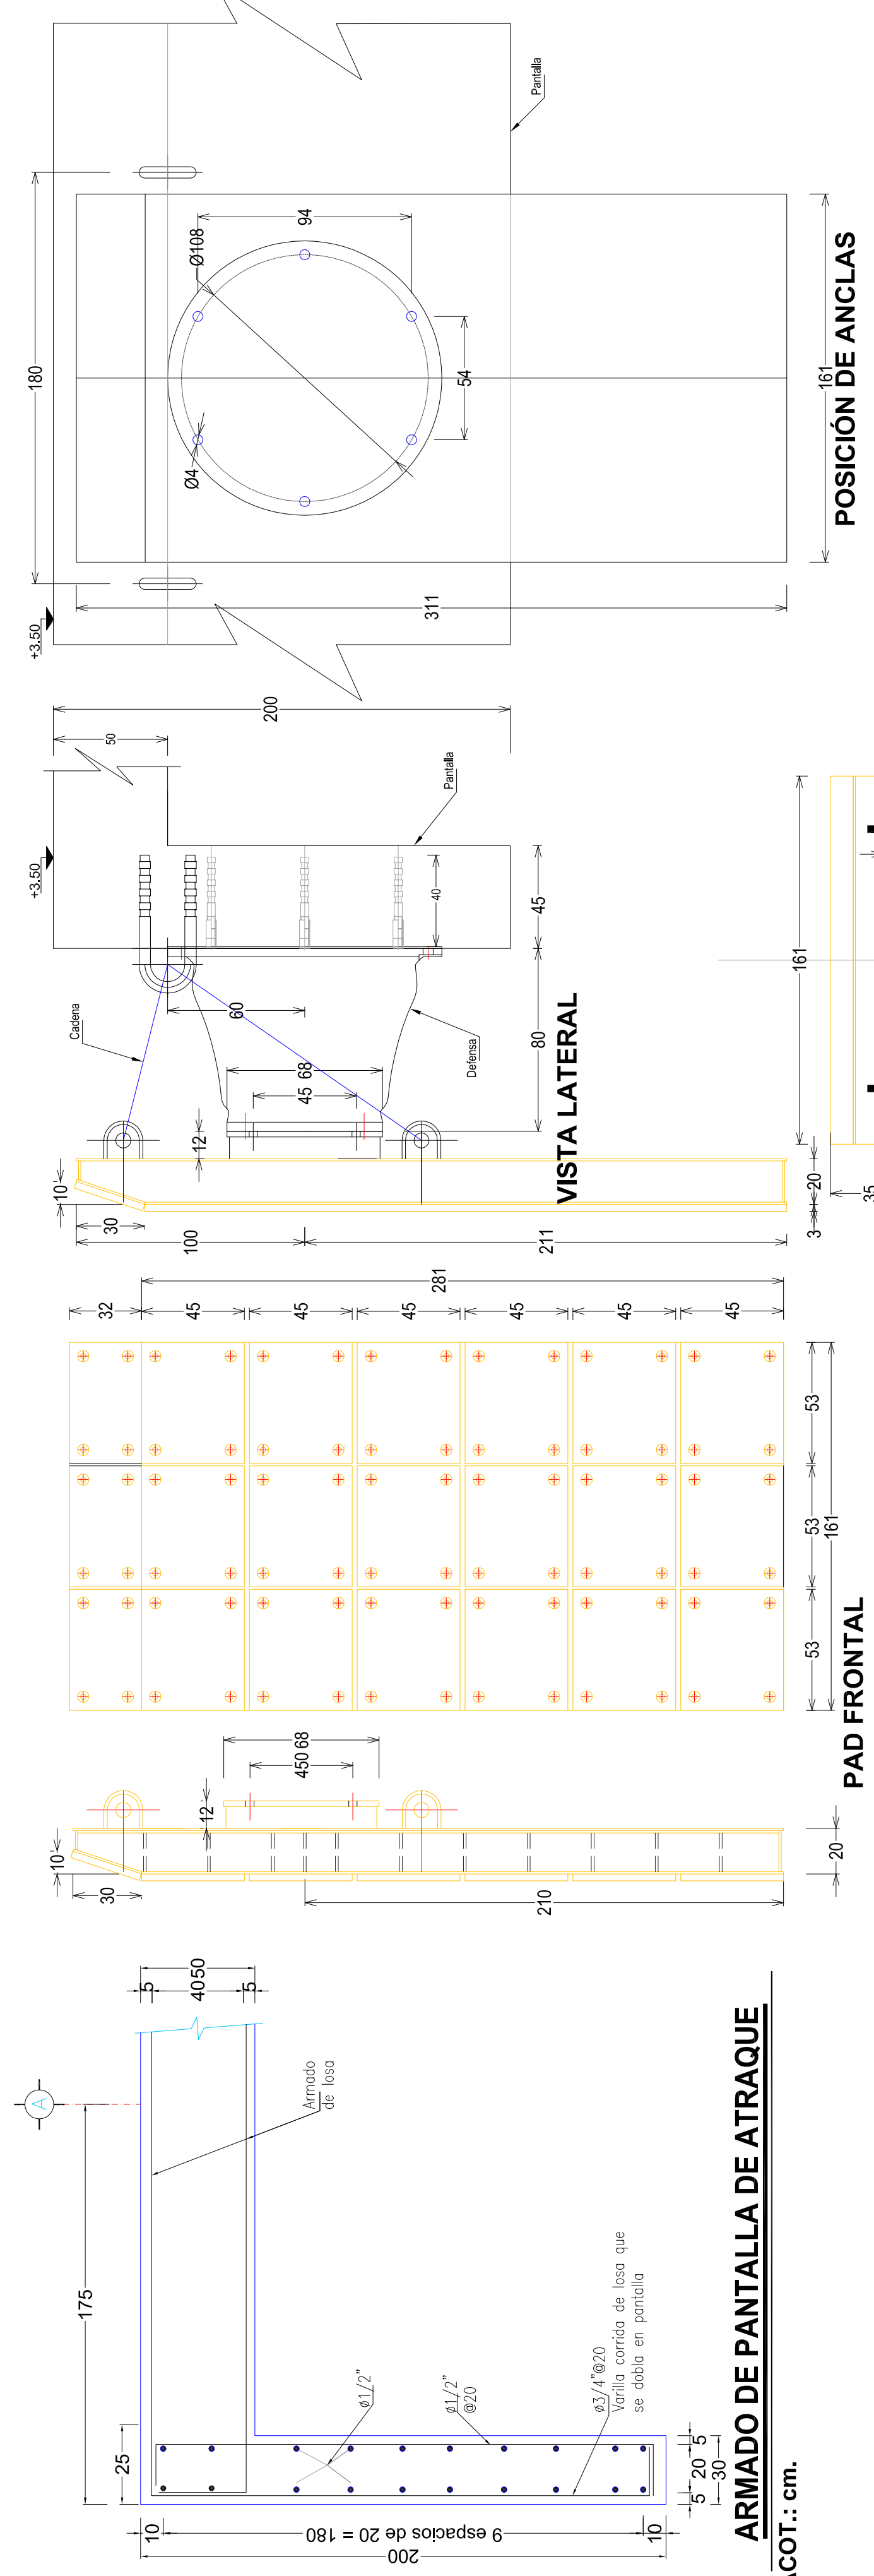 +3.50
180
Ø108
Ø4
94
54
311
161
Pantalla
POSICIÓN DE ANCLAS
+3.50
50
200
Cadena
60
45 68
12
40
45
80
Pantalla
Defensa
10
30
100
211
3
20
VISTA LATERAL
161
35
32
45
45
45
45
45
45
281
53
53
53
161
PAD FRONTAL
10
30
12
450 68
210
20
A
175
25
5
40 50
5
Armado
de losa
ø1/2"
ø1/2"
@20
ø3/4"@20
Varilla corrida de losa que
se dobla en pantalla
10
9 espacios de 20 = 180
10
200
5
20
5
30
ARMADO DE PANTALLA DE ATRAQUE
ACOT.: cm.